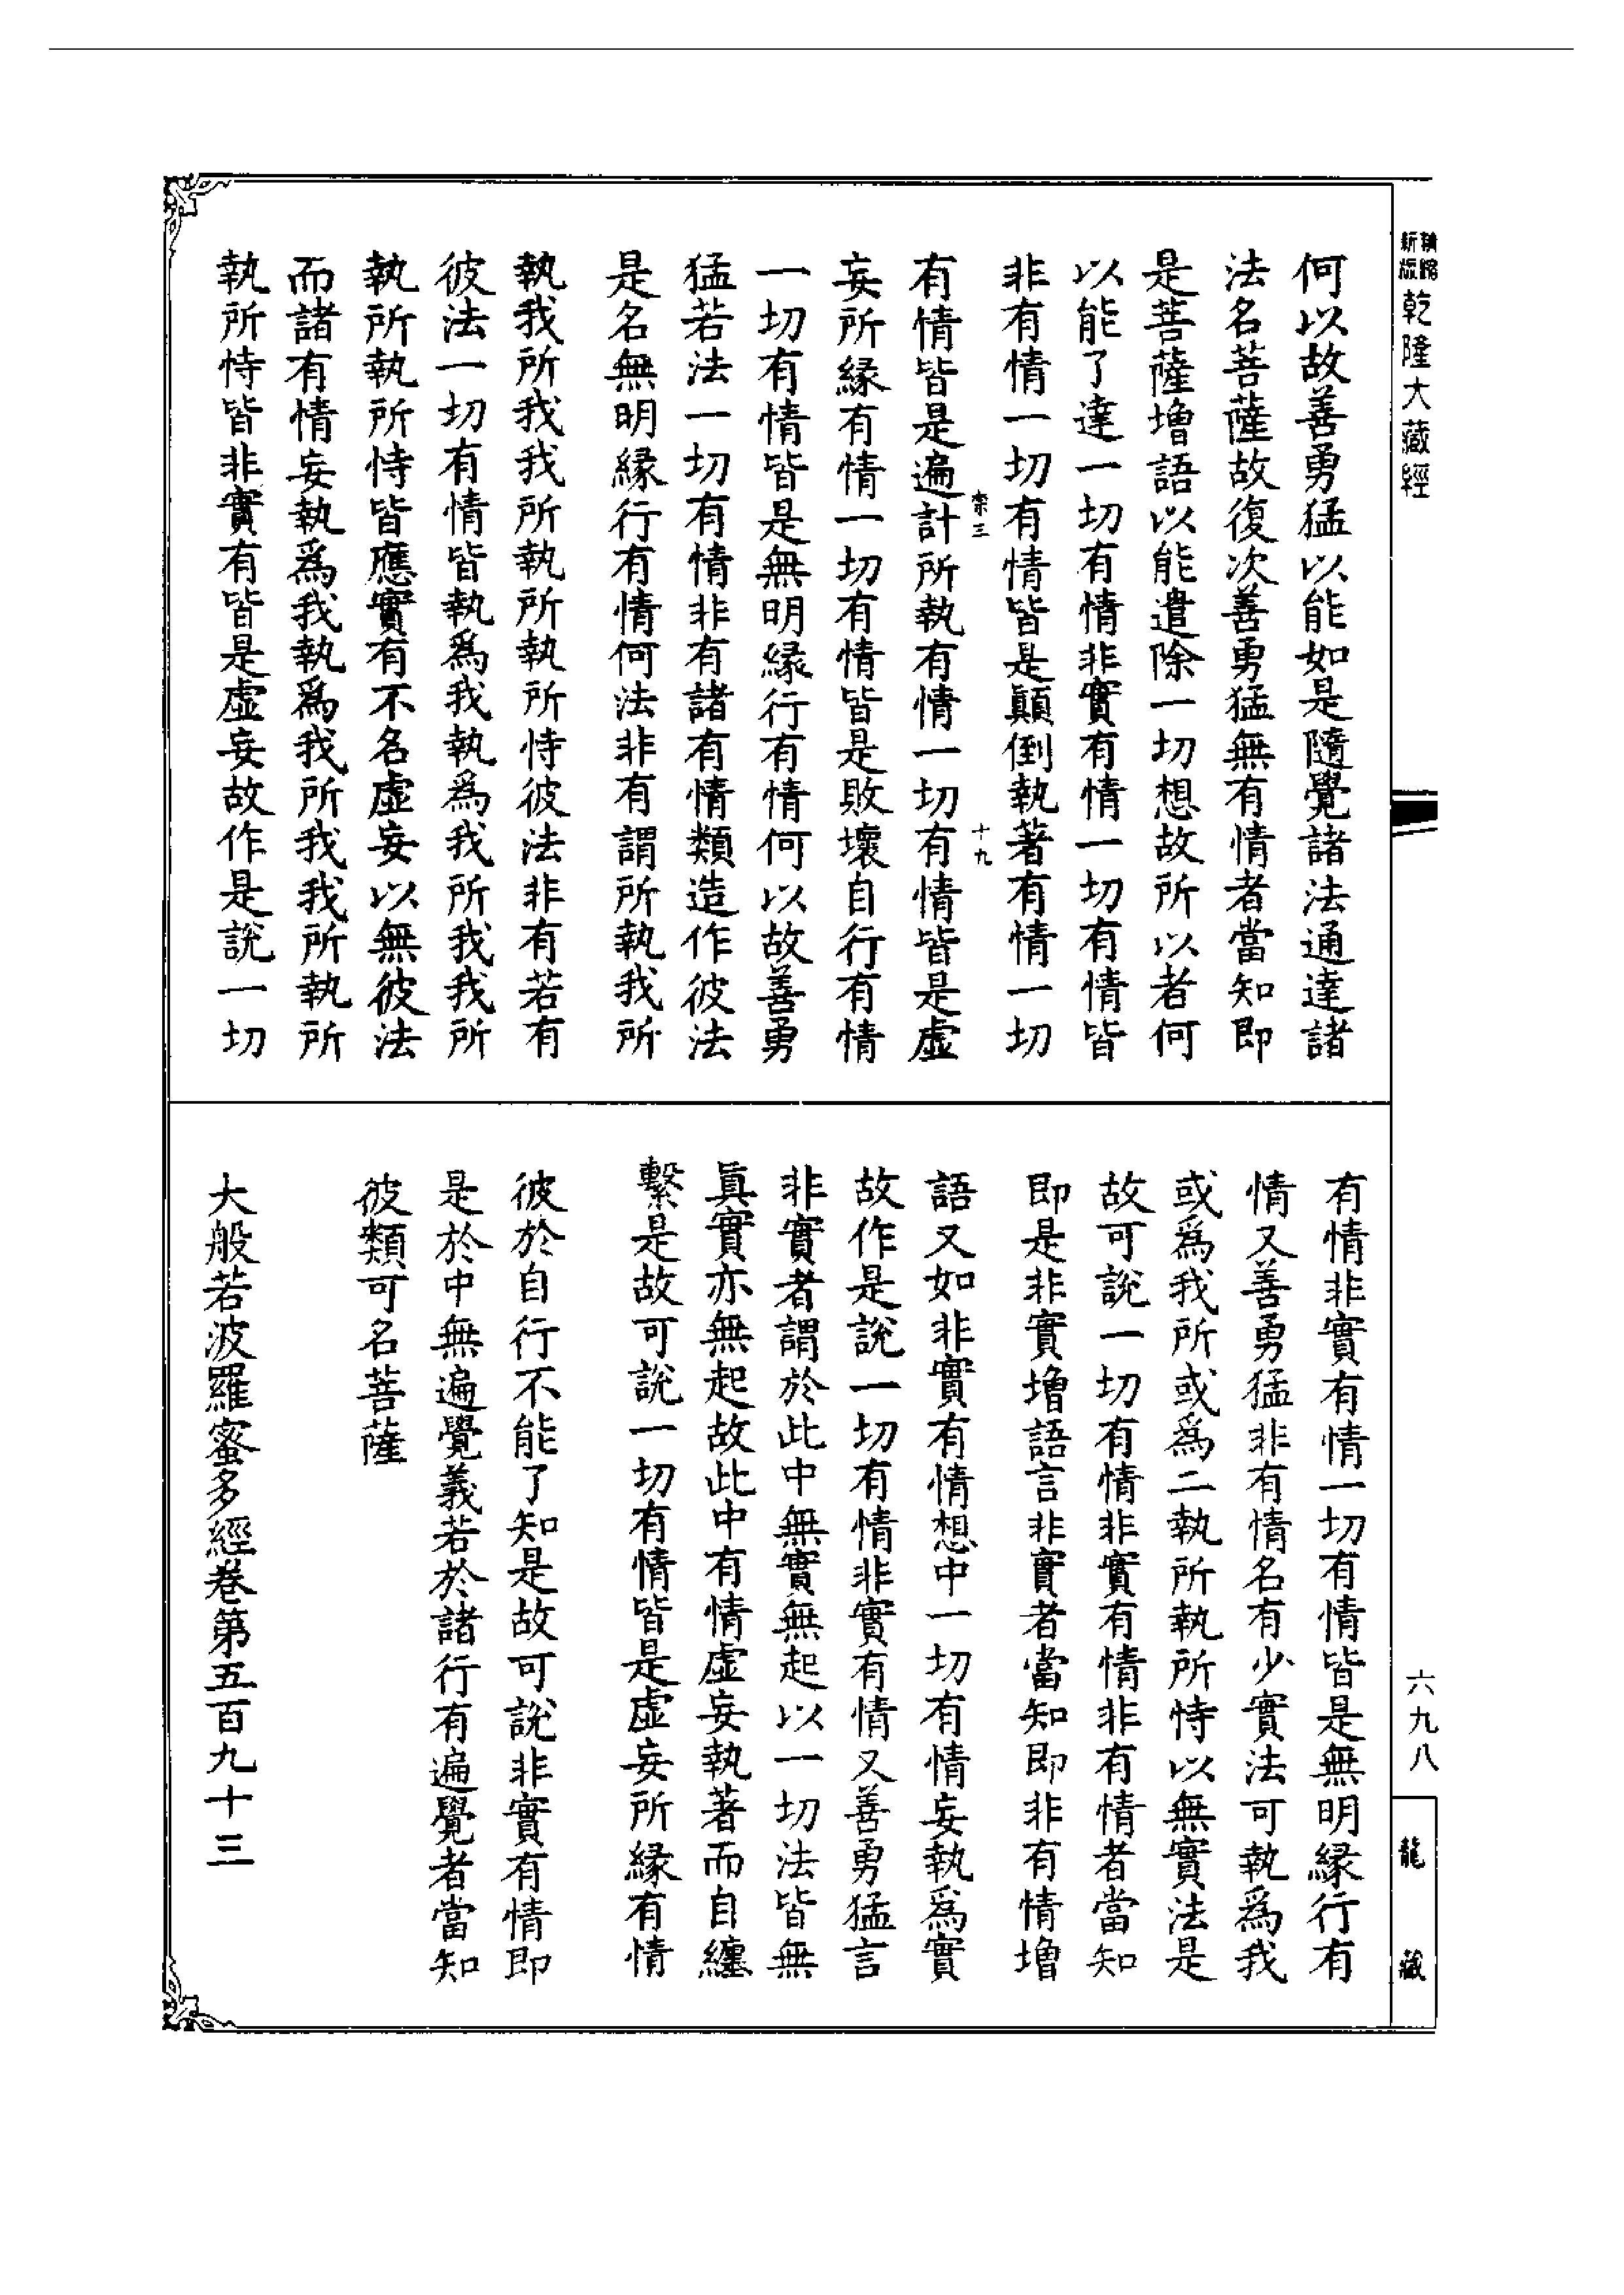 精縮
新版
乾隆大藏經
何以故善勇猛以能如是隨覺諸法通達諸
法名菩薩故復次善勇猛無有情者當知即
是菩薩增語以能遣除一切想故所以者何
以能了達一切有情非實有情一切有情皆
非有情一切有情皆是顛倒執著有情一切
柰三
十九
有情皆是遍計所執有情一切有情皆是虛
妄所緣有情一切有情皆是敗壞自行有情
一切有情皆是無明緣行有情何以故善勇
猛若法一切有情非有諸有情類造作彼法
是名無明緣行有情何法非有謂所執我所
執我所我我所執所執所恃彼法非有若有
彼法一切有情皆執爲我執爲我所我我所
執所執所恃皆應實有不名虛妄以無彼法
而諸有情妄執爲我執爲我所我我所執所
執所恃皆非實有皆是虛妄故作是說一切
有情非實有情一切有情皆是無明緣行有
情又善勇猛非有情名有少實法可執爲我
或爲我所或爲二執所執所恃以無實法是
故可說一切有情非實有情非有情者當知
即是非實增語言非實者當知即非有情增
語又如非實有情想中一切有情妄執爲實
故作是說一切有情非實有情又善勇猛言
非實者謂於此中無實無起以一切法皆無
眞實亦無起故此中有情虛妄執著而自纏
繫是故可說一切有情皆是虛妄所緣有情
彼於自行不能了知是故可說非實有情即
是於中無遍覺義若於諸行有遍覺者當知
彼類可名菩薩
大般若波羅蜜多經卷第五百九十三
六九八
龍藏